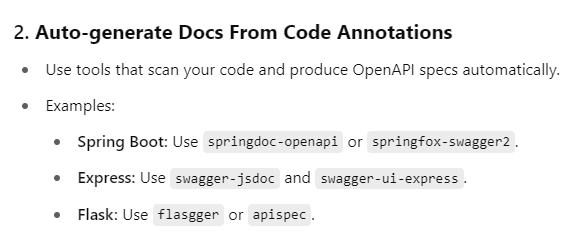 2. Auto-generate Docs From Code Annotations
• Use tools that scan your code and produce OpenAPI specs automatically.
• Examples:
• Spring Boot: Use springdoc-openapi or springfox-swagger2.
• Express: Use swagger-jsdoc and swagger-ui-express.
• Flask: Use flasgger or apispec.